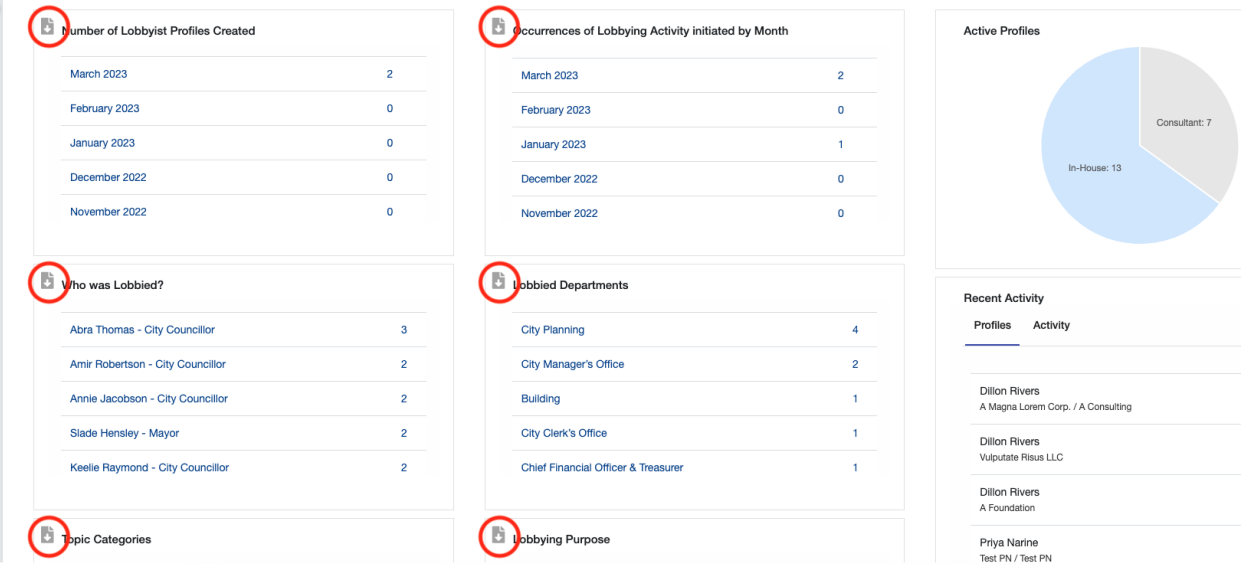 Number of Lobbyist Profiles Created
March 2023 2
February 2023 0
January 2023 0
December 2022 0
November 2022 0
Occurrences of Lobbying Activity initiated by Month
March 2023 2
February 2023 0
January 2023 1
December 2022 0
November 2022 0
Active Profiles
Consultant: 7
In-House: 13
Who was Lobbied?
Abra Thomas - City Councillor 3
Amir Robertson - City Councillor 2
Annie Jacobson - City Councillor 2
Slade Hensley - Mayor 2
Keelie Raymond - City Councillor 2
Lobbied Departments
City Planning 4
City Manager's Office 2
Building 1
City Clerk's Office 1
Chief Financial Officer & Treasurer 1
Recent Activity
Profiles Activity
Dillon Rivers
A Magna Lorem Corp. / A Consulting
Dillon Rivers
Vulputate Risus LLC
Dillon Rivers
A Foundation
Priya Narine
Test PN / Test PN
Topic Categories
Lobbying Purpose